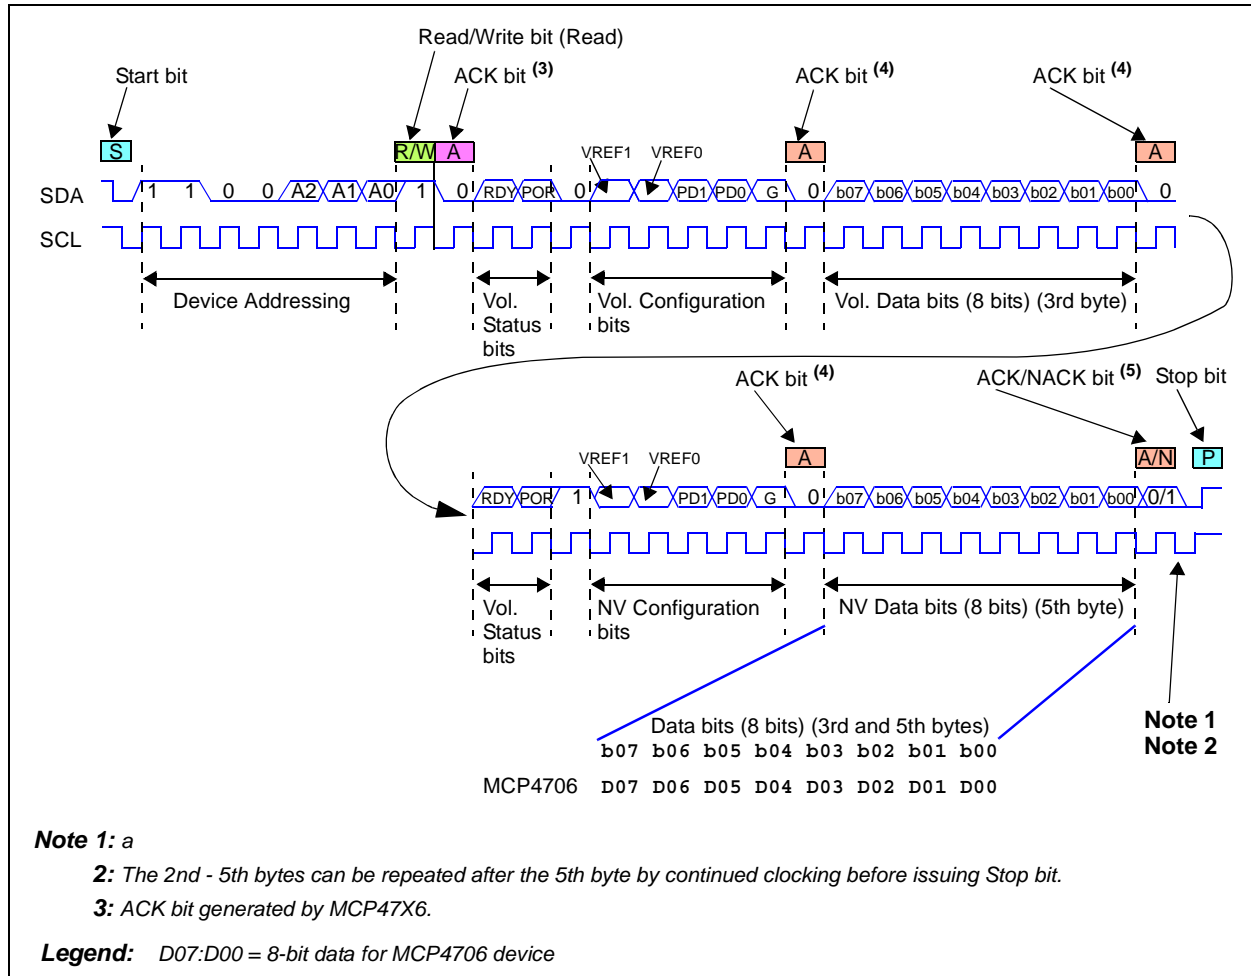 Read/Write bit (Read)
Start bit
ACK bit (3)
ACK bit (4)
ACK bit (4)
S
R/W
A
A
A
VREF1
VREF0
SDA
1 1 0 0 A2 A1 A0 1 0 RDY POR 0 PD1 PD0 G 0 b07 b06 b05 b04 b03 b02 b01 b00 0
SCL
Device Addressing
Vol. Status bits
Vol. Configuration bits
Vol. Data bits (8 bits) (3rd byte)
ACK bit (4)
ACK/NACK bit (5)
Stop bit
A
A/N
P
VREF1
VREF0
RDY POR 1 PD1 PD0 G 0 b07 b06 b05 b04 b03 b02 b01 b00 0/1
Vol. Status bits
NV Configuration bits
NV Data bits (8 bits) (5th byte)
Note 1
Note 2
Data bits (8 bits) (3rd and 5th bytes)
b07 b06 b05 b04 b03 b02 b01 b00
MCP4706 D07 D06 D05 D04 D03 D02 D01 D00
Note 1: a
2: The 2nd - 5th bytes can be repeated after the 5th byte by continued clocking before issuing Stop bit.
3: ACK bit generated by MCP47X6.
Legend: D07:D00 = 8-bit data for MCP4706 device